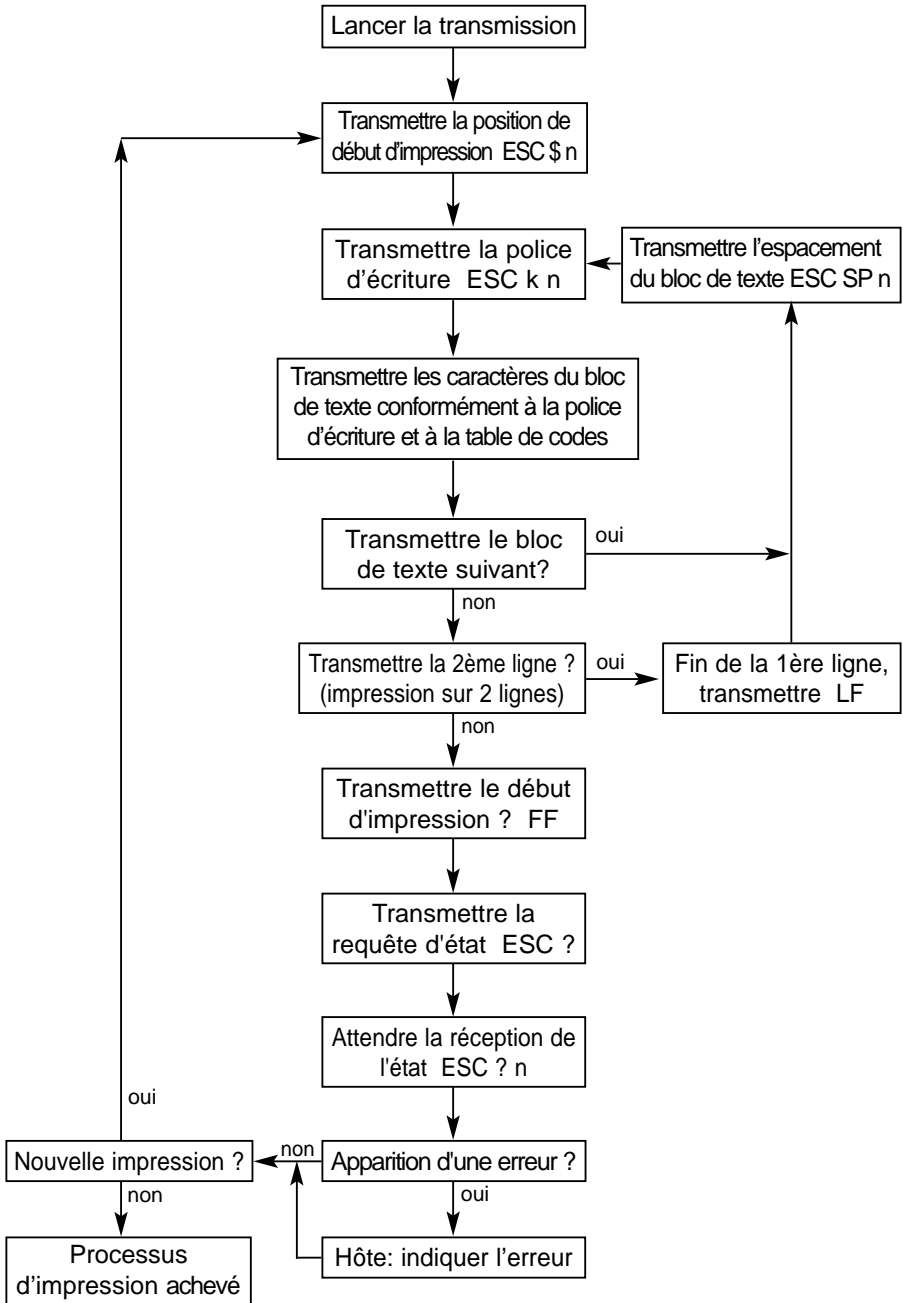 Lancer la transmission
Transmettre la position de
début d'impression ESC $ n
Transmettre la police
d'écriture ESC k n
Transmettre l'espacement
du bloc de texte ESC SP n
Transmettre les caractères du bloc
de texte conformément à la police
d'écriture et à la table de codes
Transmettre le bloc
de texte suivant?
oui
non
Transmettre la 2ème ligne ?
(impression sur 2 lignes)
oui
Fin de la 1ère ligne,
transmettre LF
non
Transmettre le début
d'impression ? FF
Transmettre la
requête d'état ESC ?
Attendre la réception de
l'état ESC ? n
oui
Nouvelle impression ?
non
Apparition d'une erreur ?
non
oui
Processus
d'impression achevé
Hôte: indiquer l’erreur